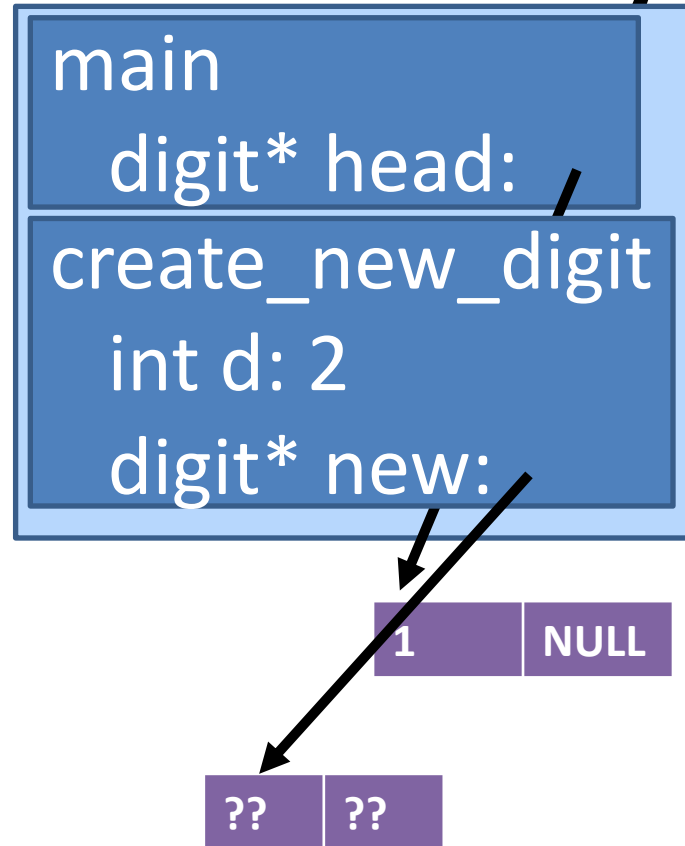 main
digit* head:
create_new_digit
int d: 2
digit* new:
1 NULL
?? ??